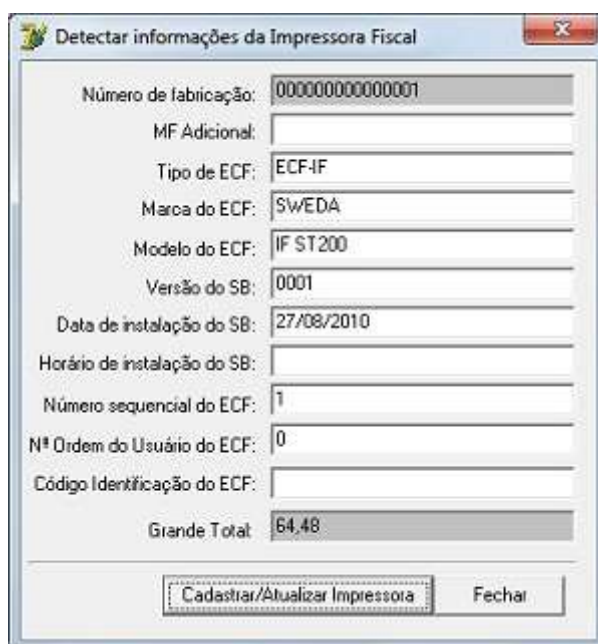 Detectar informações da Impressora Fiscal
Número de fabricação: 000000000000001
MF Adicional:
Tipo de ECF: ECF-IF
Marca do ECF: SWEDA
Modelo do ECF: IF ST200
Versão do SB: 0001
Data de instalação do SB: 27/08/2010
Horário de instalação do SB:
Número sequencial do ECF: 1
Nª Ordem do Usuário do ECF: 0
Código Identificação do ECF:
Grande Total: 64,48
Cadastrar/Atualizar Impressora Fechar